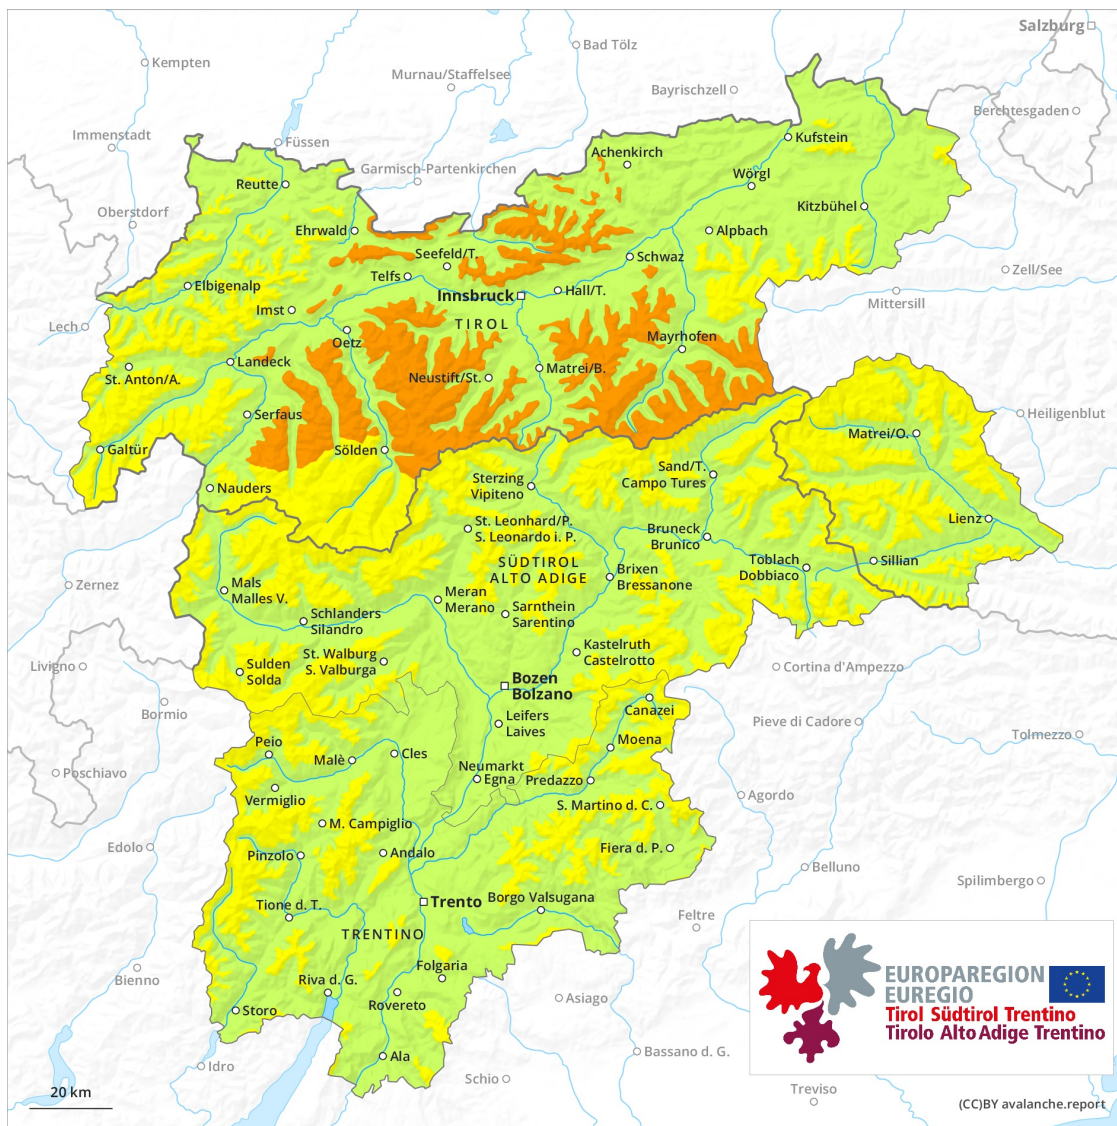 Salzburg
Bad Tölz
Kempten
Murnau/Staffelsee
Bayrischzell
Berchtesgaden
Immenstadt
Füssen
Kufstein
Achenkirch
Garmisch-Partenkirchen
Wörgl
Reutte
Kitzbühel
Oberstdorf
Ehrwald
Alpbach
Seefeld/T.
Schwaz
Telfs
Zell/See
Elbigenalp
Innsbruck
Hall/T.
Mittersill
Imst
TIROL
Lech
Oetz
Mayrhofen
Landeck
Matrei/B.
St. Anton/A.
Neustift/St.
Serfaus
Heiligenblut
Matrei/O.
Galtür
Sölden
Nauders
Sterzing
Vipiteno
Sand/T.
Campo Tures
Lienz
St. Leonhard/P.
S. Leonardo i. P.
Bruneck
Brunico
SÜDTIROL
ALTO ADIGE
Toblach
Dobbiaco
Sillian
Brixen
Bressanone
Zernez
Mals
Malles V.
Meran
Merano
Schlanders
Silandro
Sarnthein
Sarentino
Kastelruth
Castelrotto
St. Walburg
S. Valburga
Livigno
Sulden
Solda
Cortina d'Ampezzo
Bozen
Bolzano
Bormio
Canazei
Leifers
Laives
Pieve di Cadore
Tolmezzo
Peio
Moena
Cles
Malè
Poschiavo
Neumarkt
Egna
Predazzo
Vermiglio
Agordo
S. Martino d. C.
M. Campiglio
Edolo
Pinzolo
Andalo
Fiera d. P.
Belluno
Spilimbergo
Trento
Borgo Valsugana
Tione d. T.
Feltre
TRENTINO
Folgaria
Bienno
Riva d. G.
Rovereto
Asiago
Storo
Ala
Bassano d. G.
Idro
Schio
Treviso
20 km
EUROPAREGION
EUREGIO
Tirol Südtirol Trentino
Tirolo Alto Adige Trentino
(CC)BY avalanche.report